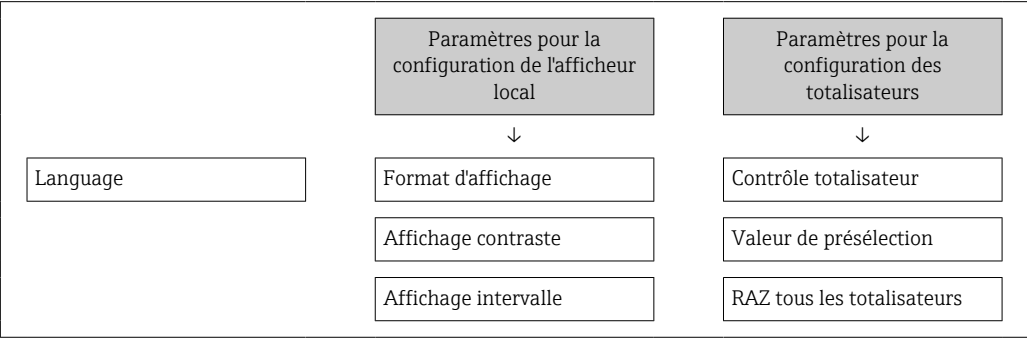 Paramètres pour la
configuration de l'afficheur
local
Paramètres pour la
configuration des
totalisateurs
↓
↓
Language
Format d'affichage
Contrôle totalisateur
Affichage contraste
Valeur de présélection
Affichage intervalle
RAZ tous les totalisateurs